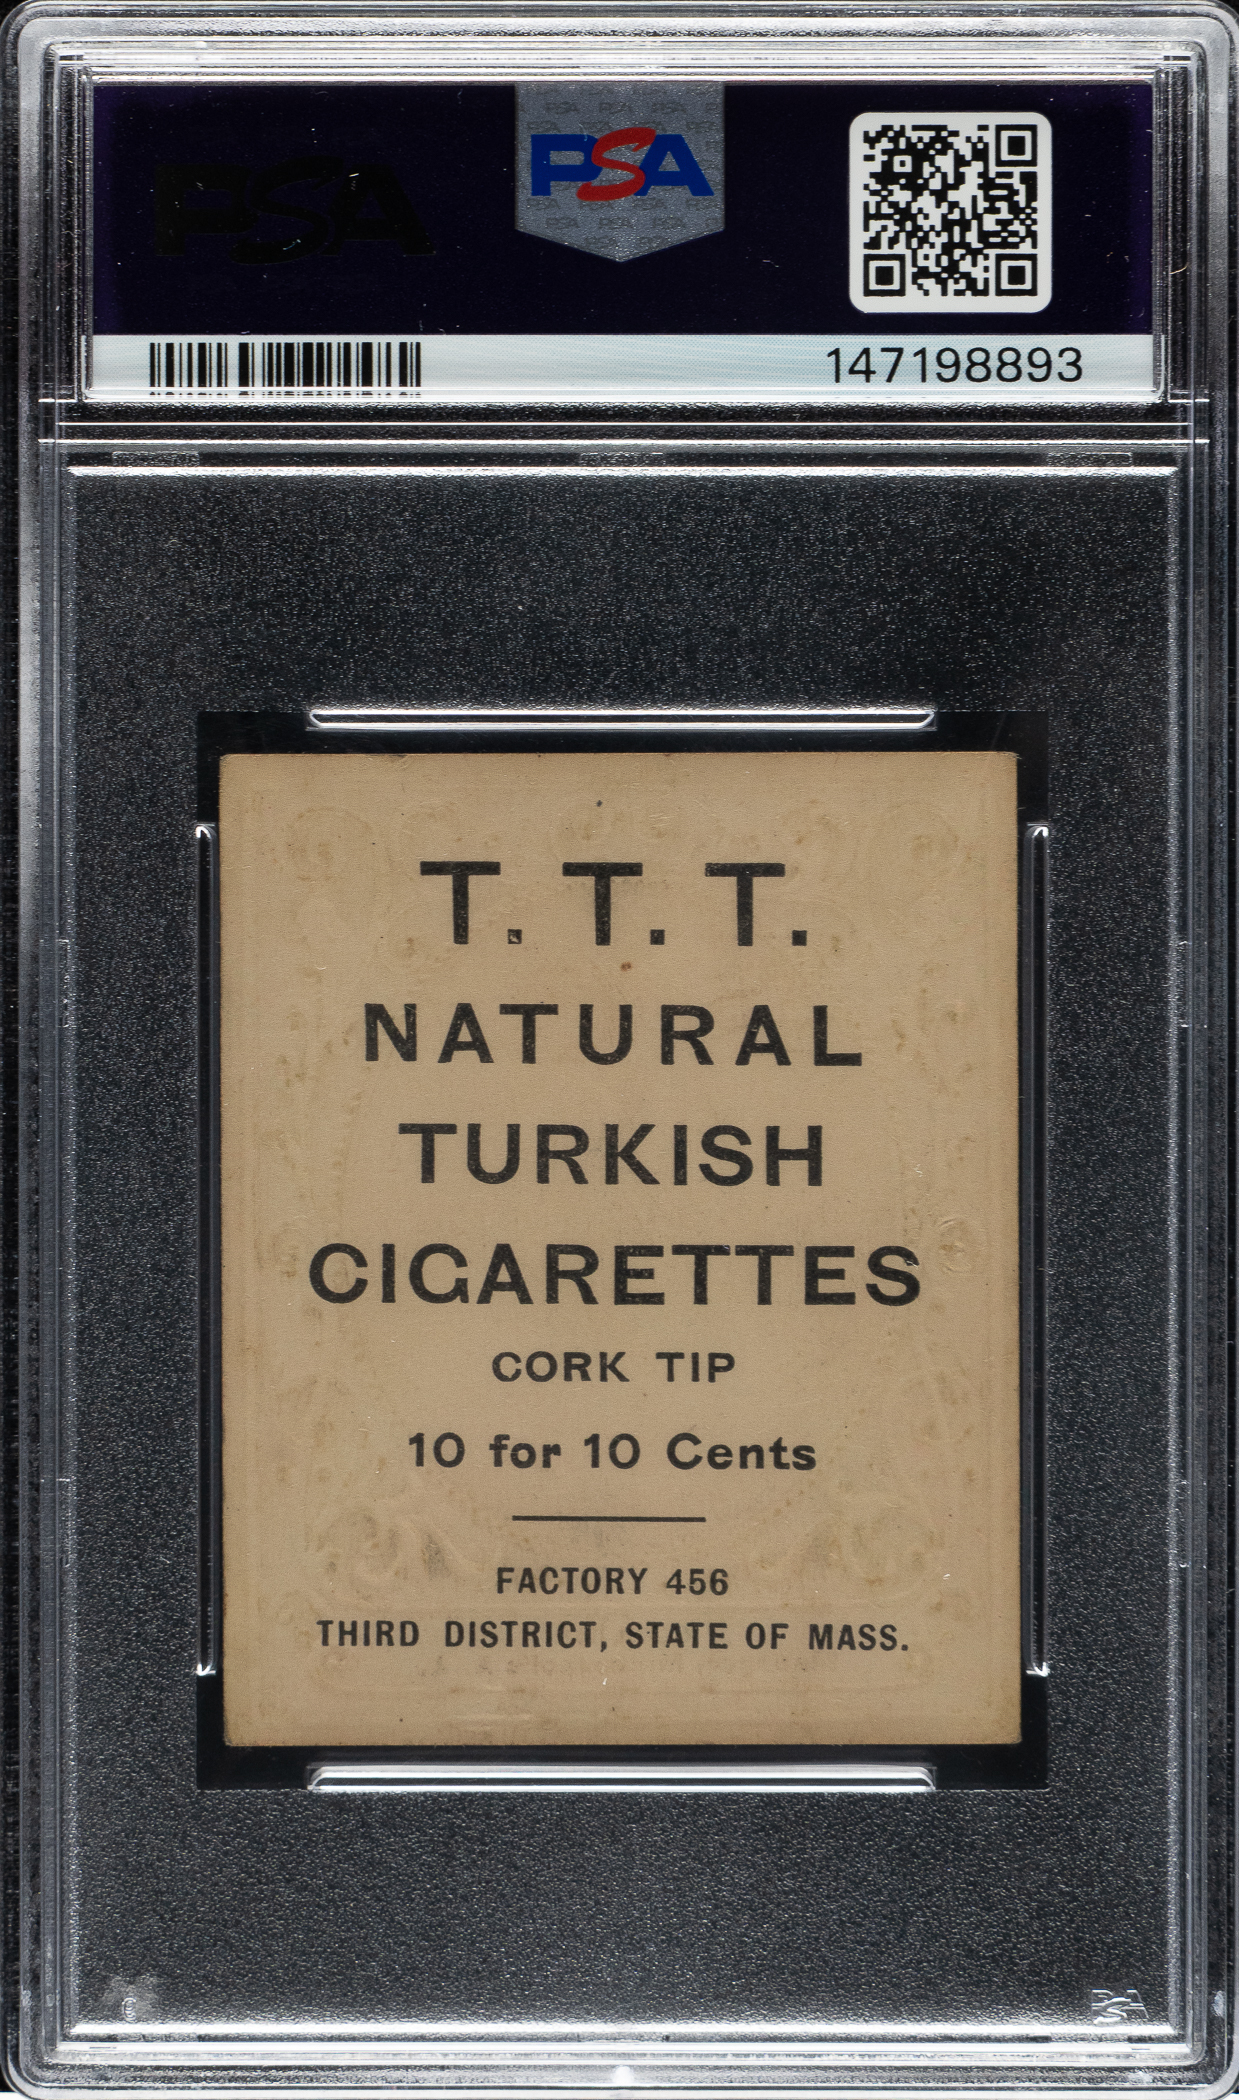 PSA
PSA
147198893
T. T. T.
NATURAL
TURKISH
CIGARETTES
CORK TIP
10 for 10 Cents
FACTORY 456
THIRD DISTRICT, STATE OF MASS.
PSA